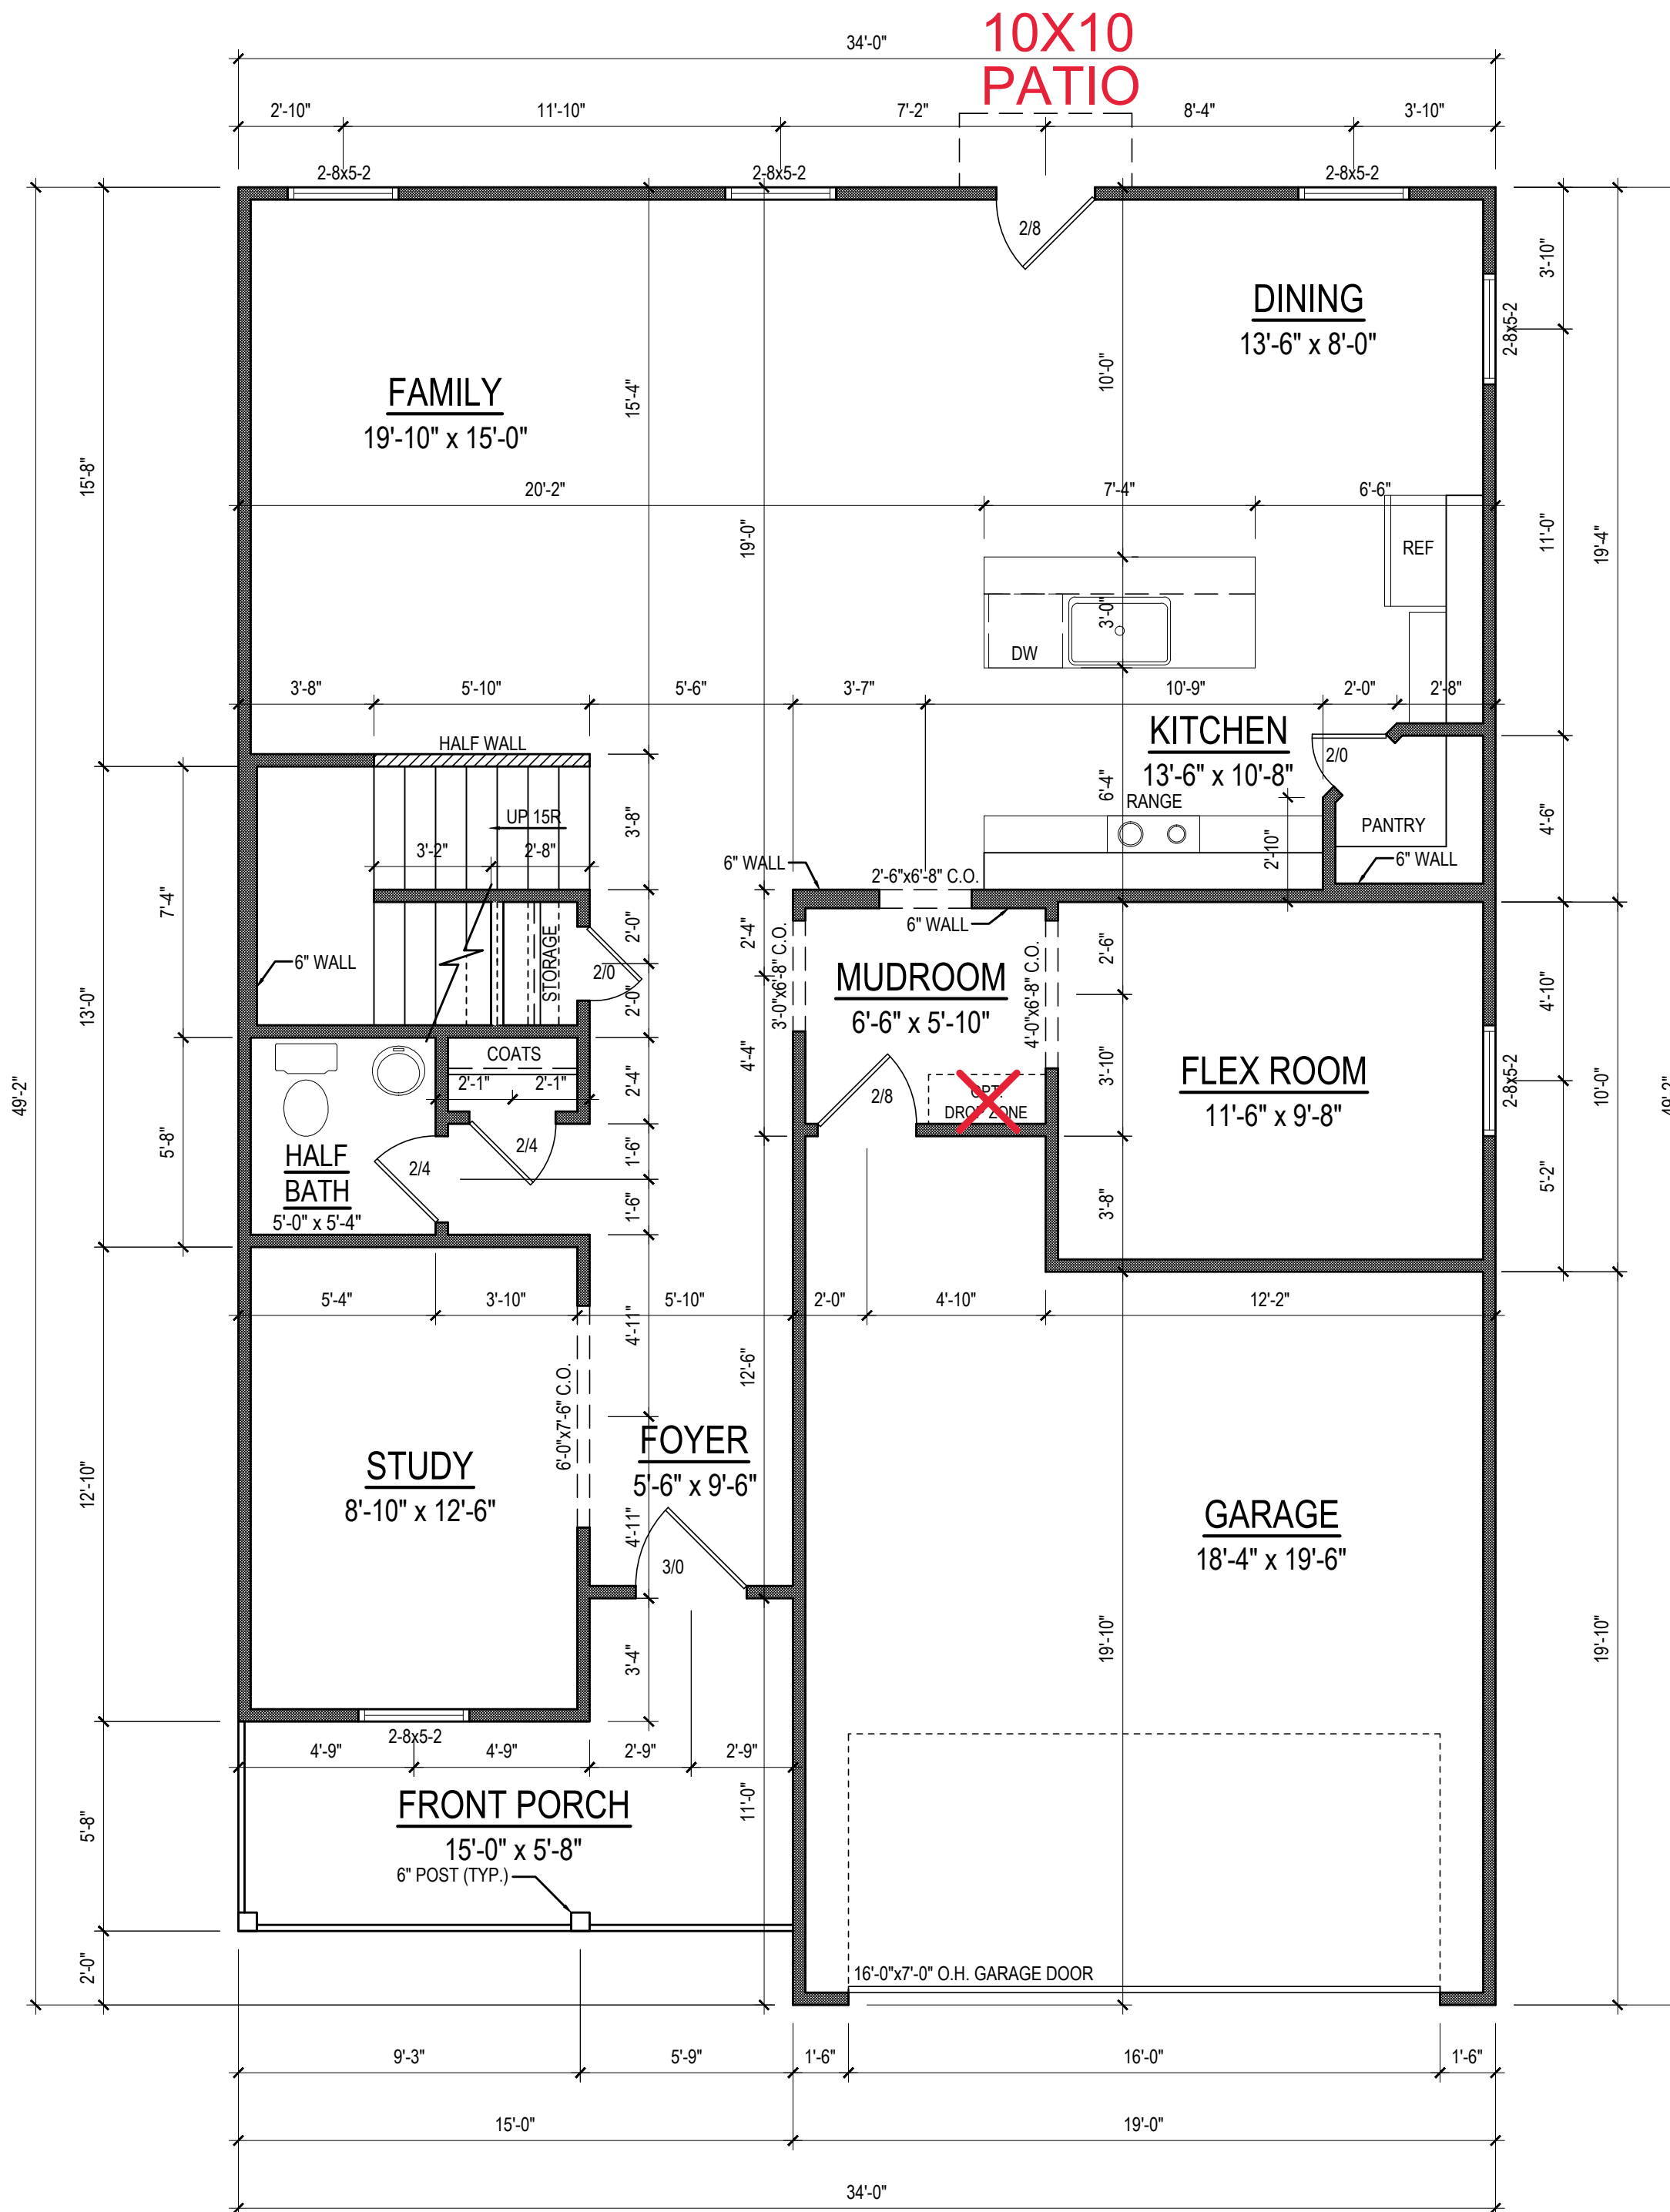 10X10
PATIO
34'-0"
2'-10"
11'-10"
7'-2"
8'-4"
3'-10"
2-8x5-2
2-8x5-2
2-8x5-2
2/8
3'-10"
DINING
13'-6" x 8'-0"
2-8x5-2
10'-0"
FAMILY
19'-10" x 15'-0"
15'-4"
15'-8"
20'-2"
7'-4"
6'-6"
19'-0"
REF
11'-0"
19'-4"
3'-0"
DW
3'-8"
5'-10"
5'-6"
3'-7"
10'-9"
2'-0"
2'-8"
HALF WALL
KITCHEN
13'-6" x 10'-8"
2/0
6'-4"
RANGE
UP 15R
3'-8"
PANTRY
4'-6"
3'-2"
2'-8"
2'-10"
6" WALL
6" WALL
2'-6"x6'-8" C.O.
7'-4"
6" WALL
2'-0"
2'-4"
3'-0"x6'-8" C.O.
4'-0"x6'-8" C.O.
2'-6"
STORAGE
6" WALL
2/0
MUDROOM
6'-6" x 5'-10"
4'-10"
13'-0"
2'-0"
COATS
4'-4"
3'-10"
FLEX ROOM
11'-6" x 9'-8"
2-8x5-2
10'-0"
49'-2"
49'-2"
2'-1"
2'-1"
2'-4"
2/8
OPT.
DROP ZONE
5'-8"
HALF
BATH
5'-0" x 5'-4"
2/4
2/4
1'-6"
1'-6"
3'-8"
5'-2"
5'-4"
3'-10"
5'-10"
2'-0"
4'-10"
12'-2"
4'-11"
12'-6"
6'-0"x7'-6" C.O.
FOYER
5'-6" x 9'-6"
STUDY
8'-10" x 12'-6"
12'-10"
4'-11"
3/0
GARAGE
18'-4" x 19'-6"
3'-4"
19'-10"
19'-10"
2-8x5-2
4'-9"
4'-9"
2'-9"
2'-9"
FRONT PORCH
15'-0" x 5'-8"
6" POST (TYP.)
11'-0"
5'-8"
2'-0"
16'-0"x7'-0" O.H. GARAGE DOOR
9'-3"
5'-9"
1'-6"
16'-0"
1'-6"
15'-0"
19'-0"
34'-0"